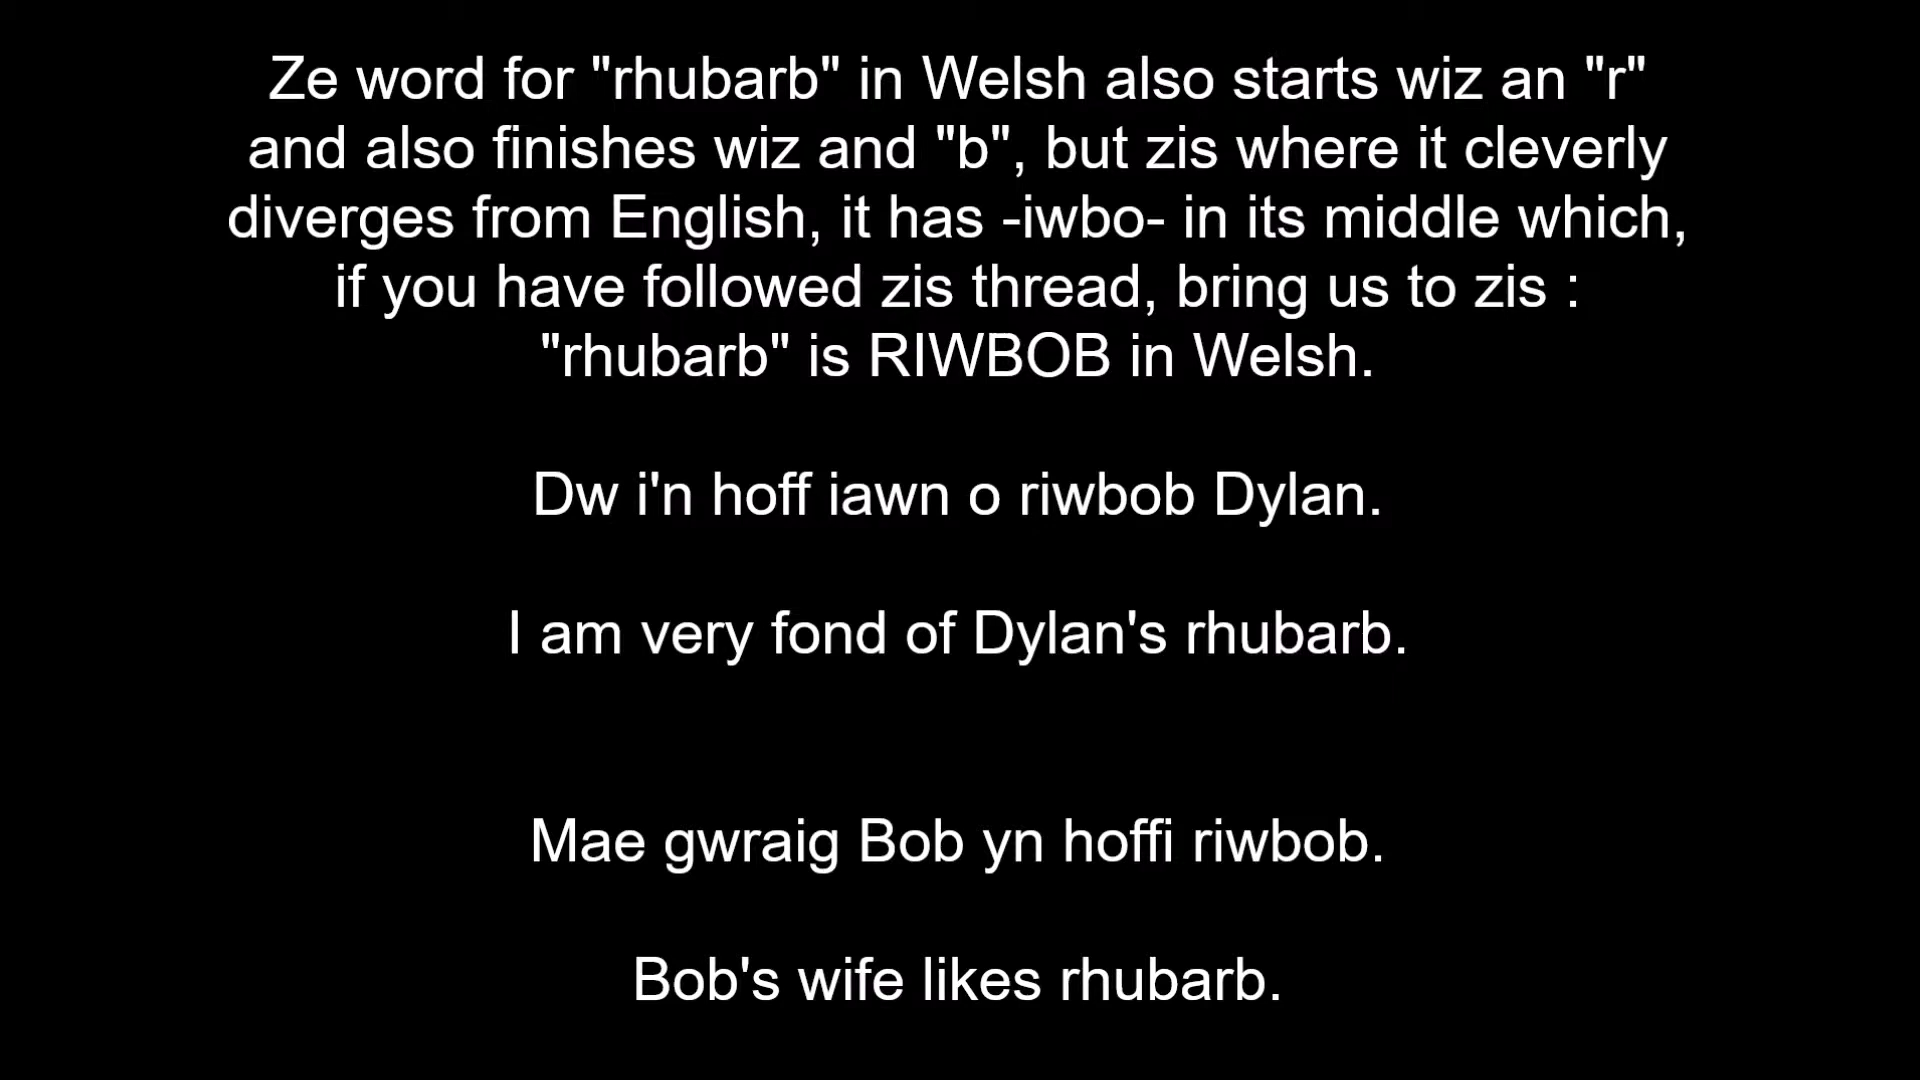 Ze word for "rhubarb" in Welsh also starts wiz an "r"
and also finishes wiz and "b", but zis where it cleverly
diverges from English, it has -iwbo- in its middle which,
if you have followed zis thread, bring us to zis :
"rhubarb" is RIWBOB in Welsh.
Dw i'n hoff iawn o riwbob Dylan.
I am very fond of Dylan's rhubarb.
Mae gwraig Bob yn hoffi riwbob.
Bob's wife likes rhubarb.